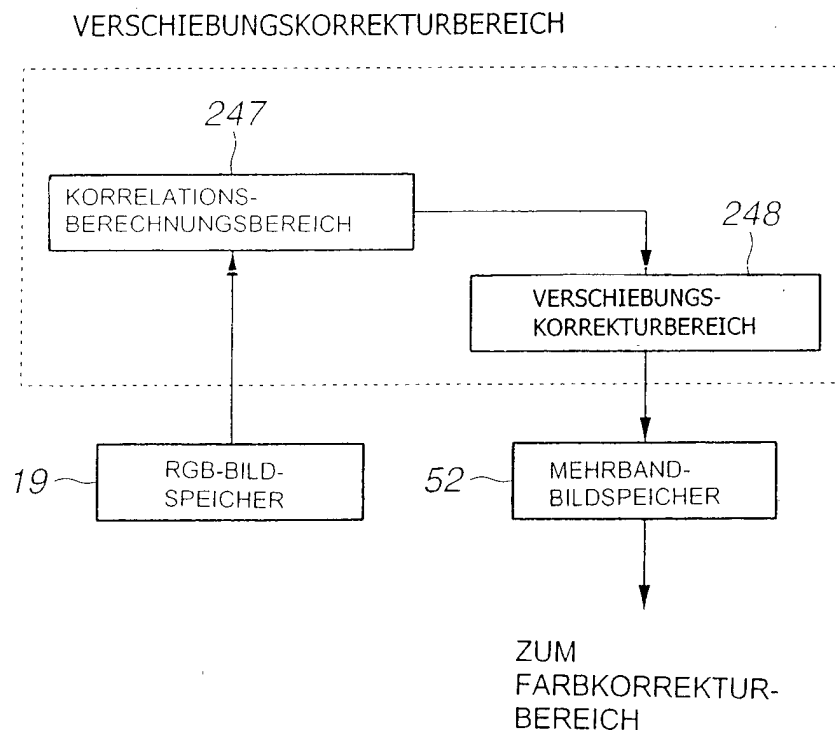 VERSCHIEBUNGSKORREKTURBEREICH
247
KORRELATIONS-
BERECHNUNGSBEREICH
248
VERSCHIEBUNGS-
KORREKTURBEREICH
19
RGB-BILD-
SPEICHER
52
MEHRBAND-
BILDSPEICHER
ZUM
FARBKORREKTUR-
BEREICH